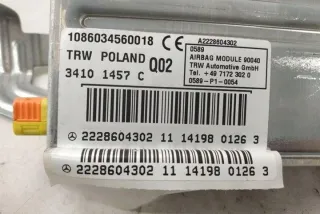 1086034560018 CE
A2228604302
TRW POLAND Q02
3410 1457 C
0589
AIRBAG MODULE 90040
TRW Automotive GmbH
Tel. +49 7172 302 0
0589-P1-0054
2228604302 11 14198 0126 3
2228604302 11 14198 0126 3